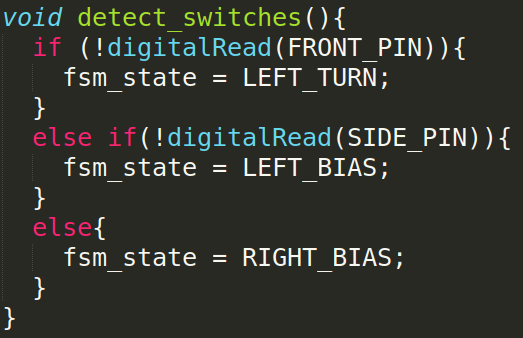 void detect_switches(){
  if (!digitalRead(FRONT_PIN)){
    fsm_state = LEFT_TURN;
  }
  else if(!digitalRead(SIDE_PIN)){
    fsm_state = LEFT_BIAS;
  }
  else{
    fsm_state = RIGHT_BIAS;
  }
}